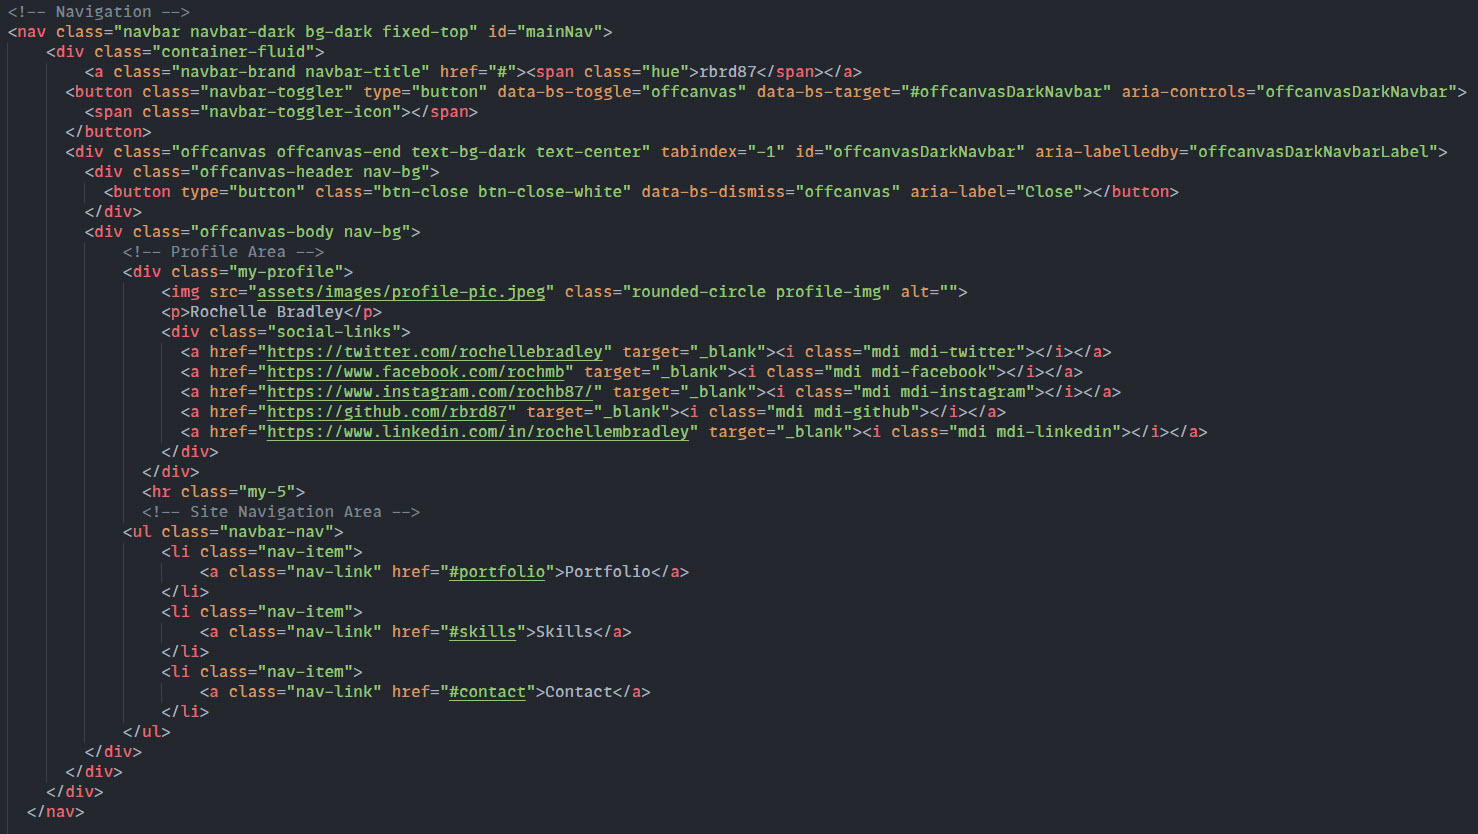 <!-- Navigation -->
<nav class="navbar navbar-dark bg-dark fixed-top" id="mainNav">
<div class="container-fluid">
<a class="navbar-brand navbar-title" href="#"><span class="hue">rbrd87</span></a>
<button class="navbar-toggler" type="button" data-bs-toggle="offcanvas" data-bs-target="#offcanvasDarkNavbar" aria-controls="offcanvasDarkNavbar">
<span class="navbar-toggler-icon"></span>
</button>
<div class="offcanvas offcanvas-end text-bg-dark text-center" tabindex="-1" id="offcanvasDarkNavbar" aria-labelledby="offcanvasDarkNavbarLabel">
<div class="offcanvas-header nav-bg">
<button type="button" class="btn-close btn-close-white" data-bs-dismiss="offcanvas" aria-label="Close"></button>
</div>
<div class="offcanvas-body nav-bg">
<!-- Profile Area -->
<div class="my-profile">
<img src="assets/images/profile-pic.jpeg" class="rounded-circle profile-img" alt="">
<p>Rochelle Bradley</p>
<div class="social-links">
<a href="https://twitter.com/rochellebradley" target="_blank"><i class="mdi mdi-twitter"></i></a>
<a href="https://www.facebook.com/rochmb" target="_blank"><i class="mdi mdi-facebook"></i></a>
<a href="https://www.instagram.com/rochb87/" target="_blank"><i class="mdi mdi-instagram"></i></a>
<a href="https://github.com/rbrd87" target="_blank"><i class="mdi mdi-github"></i></a>
<a href="https://www.linkedin.com/in/rochellembradley" target="_blank"><i class="mdi mdi-linkedin"></i></a>
</div>
</div>
<hr class="my-5">
<!-- Site Navigation Area -->
<ul class="navbar-nav">
<li class="nav-item">
<a class="nav-link" href="#portfolio">Portfolio</a>
</li>
<li class="nav-item">
<a class="nav-link" href="#skills">Skills</a>
</li>
<li class="nav-item">
<a class="nav-link" href="#contact">Contact</a>
</li>
</ul>
</div>
</div>
</div>
</nav>